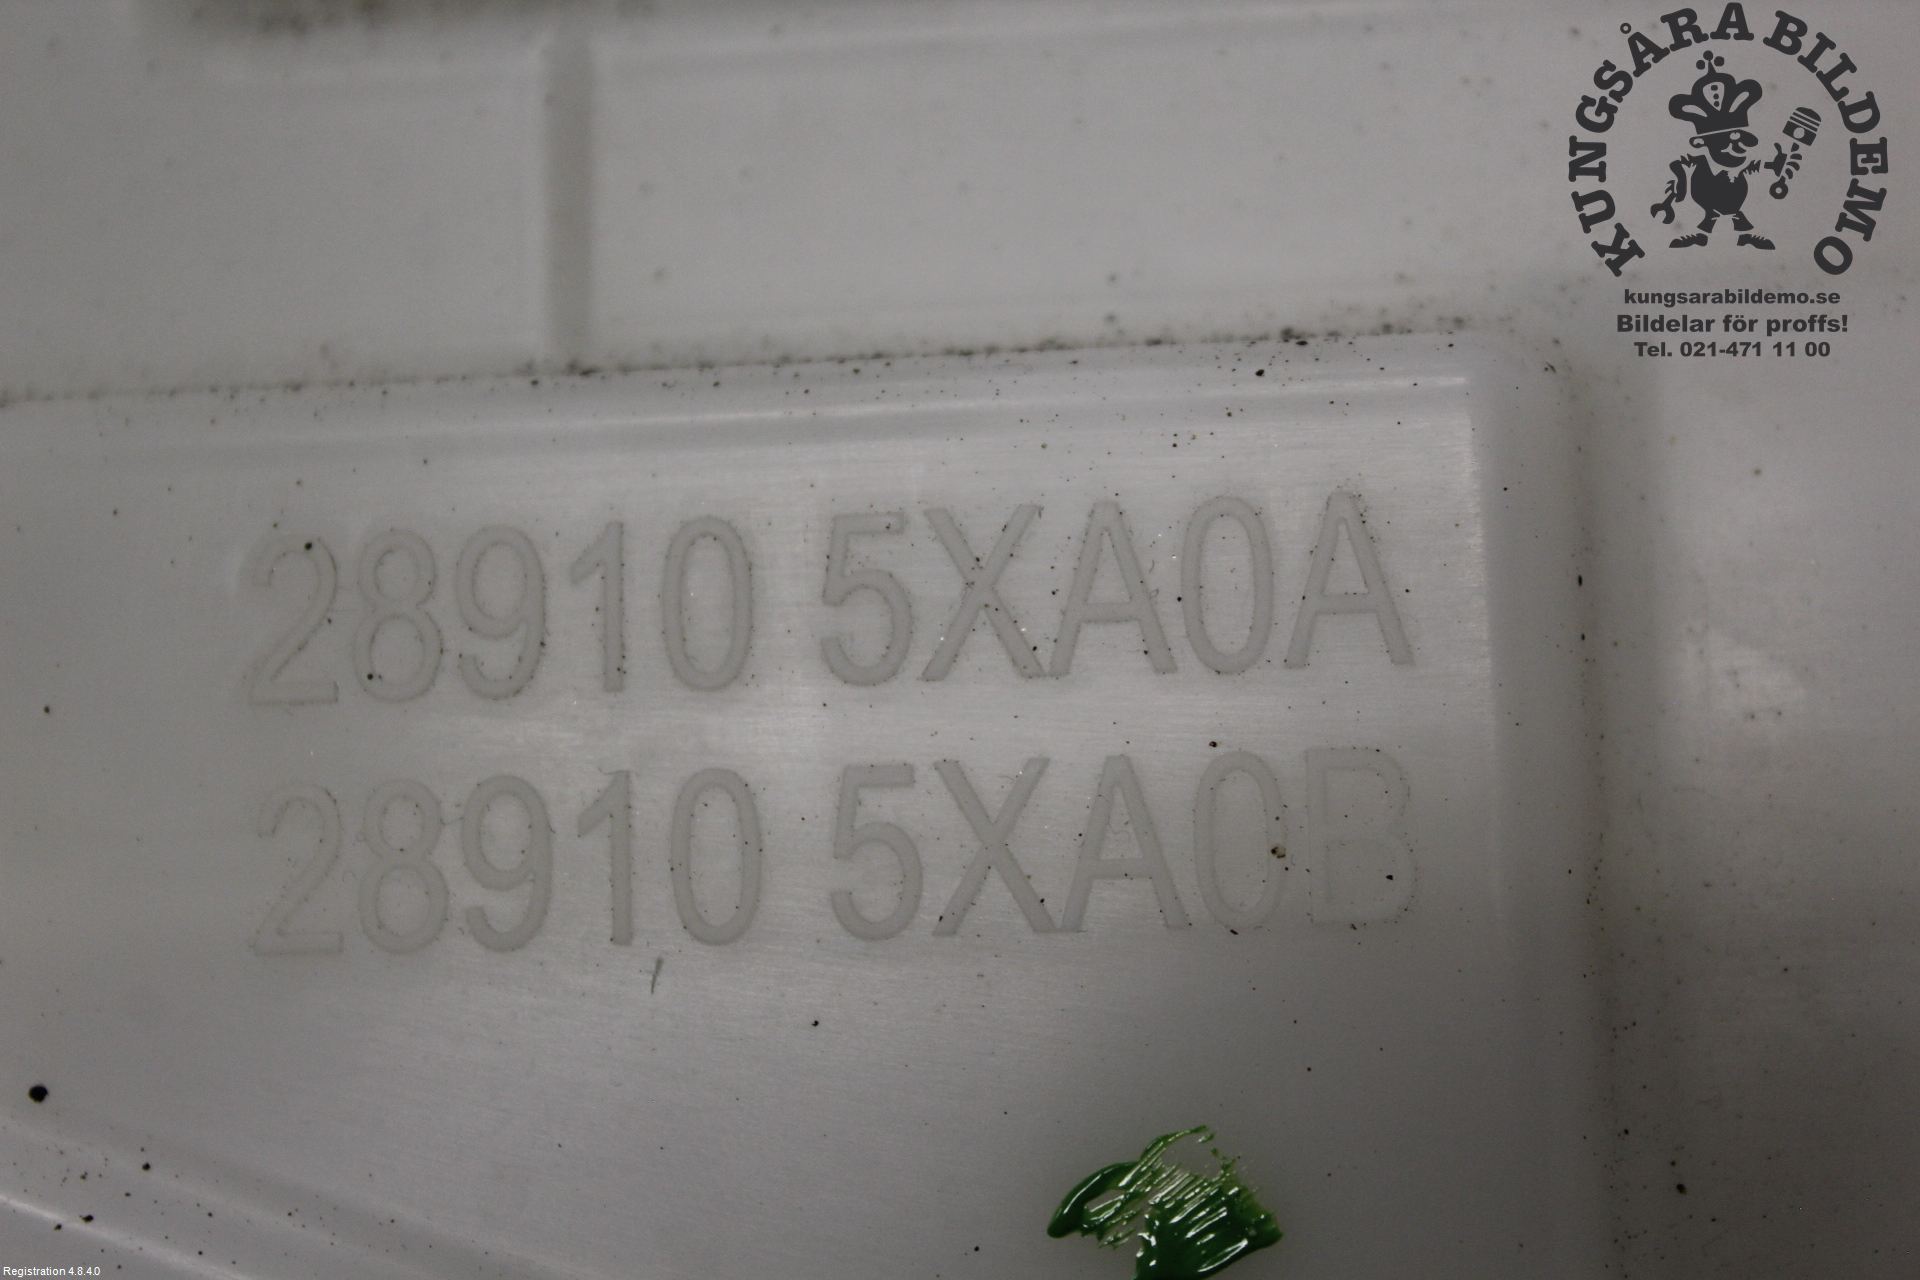 KUNGSÅRA BILDEMO
kungsarabildemo.se
Bildelar för proffs!
Tel. 021-471 11 00
28910 5XA0A
28910 5XA0B
Registration 4.8.4.0